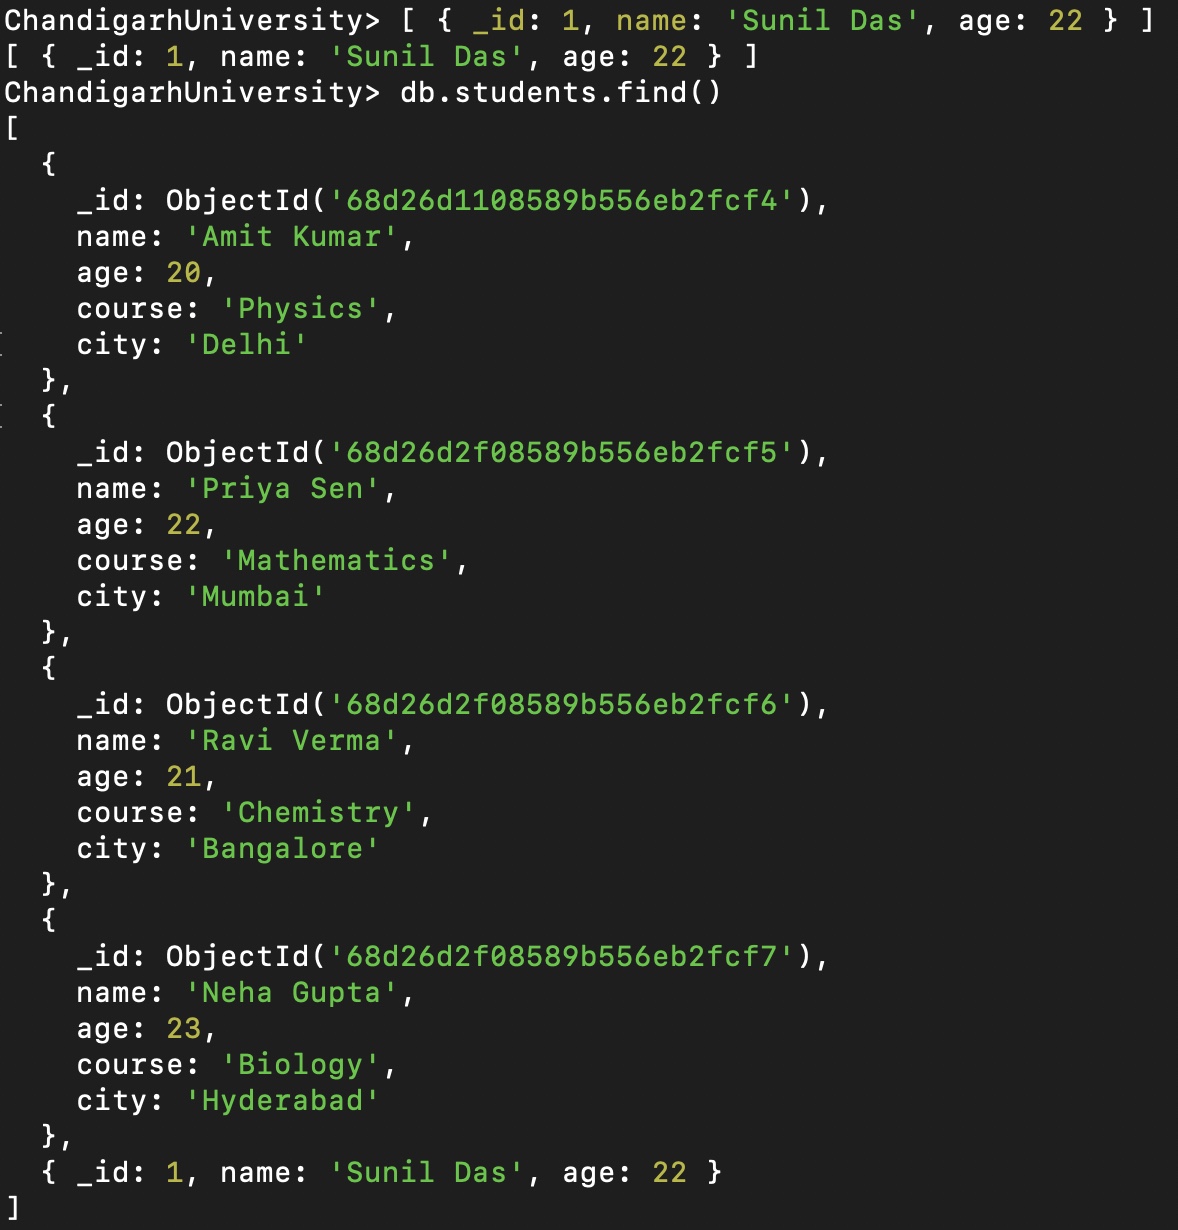 ChandigarhUniversity> [ { _id: 1, name: 'Sunil Das', age: 22 } ]
[ { _id: 1, name: 'Sunil Das', age: 22 } ]
ChandigarhUniversity> db.students.find()
[
  {
    _id: ObjectId('68d26d1108589b556eb2fcf4'),
    name: 'Amit Kumar',
    age: 20,
    course: 'Physics',
    city: 'Delhi'
  },
  {
    _id: ObjectId('68d26d2f08589b556eb2fcf5'),
    name: 'Priya Sen',
    age: 22,
    course: 'Mathematics',
    city: 'Mumbai'
  },
  {
    _id: ObjectId('68d26d2f08589b556eb2fcf6'),
    name: 'Ravi Verma',
    age: 21,
    course: 'Chemistry',
    city: 'Bangalore'
  },
  {
    _id: ObjectId('68d26d2f08589b556eb2fcf7'),
    name: 'Neha Gupta',
    age: 23,
    course: 'Biology',
    city: 'Hyderabad'
  },
  { _id: 1, name: 'Sunil Das', age: 22 }
]